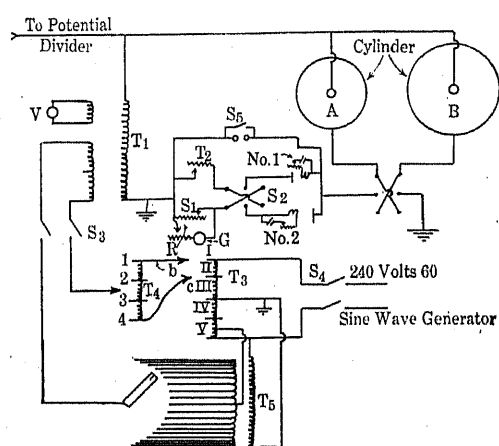 To Potential
Divider
Cylinder
A
B
V
T1
S5
T2
No.1
S2
S1
S3
R
G
No.2
1
b
I
II
T3
S4
240 Volts 60
2
T4
c
III
3
IV
4
V
Sine Wave Generator
T5